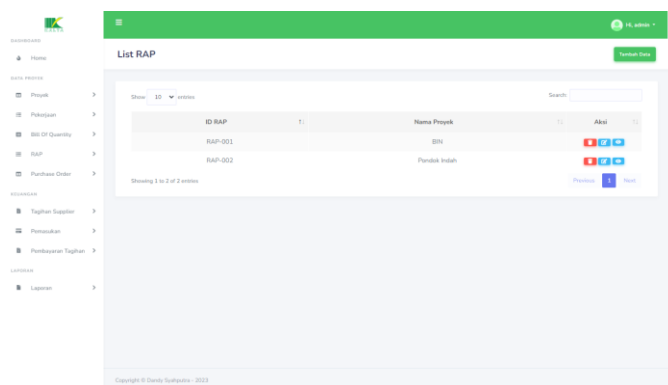 Hi, admin
DASHBOARD
Home
DATA PROYEK
Proyek
Pekerjaan
Bill Of Quantity
RAP
Purchase Order
KEUANGAN
Tagihan Supplier
Pemasukan
Pembayaran Tagihan
LAPORAN
Laporan
List RAP
Tambah Data
Show 10 entries
Search:
ID RAP Nama Proyek Aksi
RAP-001 BIN
RAP-002 Pondok Indah
Showing 1 to 2 of 2 entries
Previous 1 Next
Copyright © Dandy Syahputra - 2023